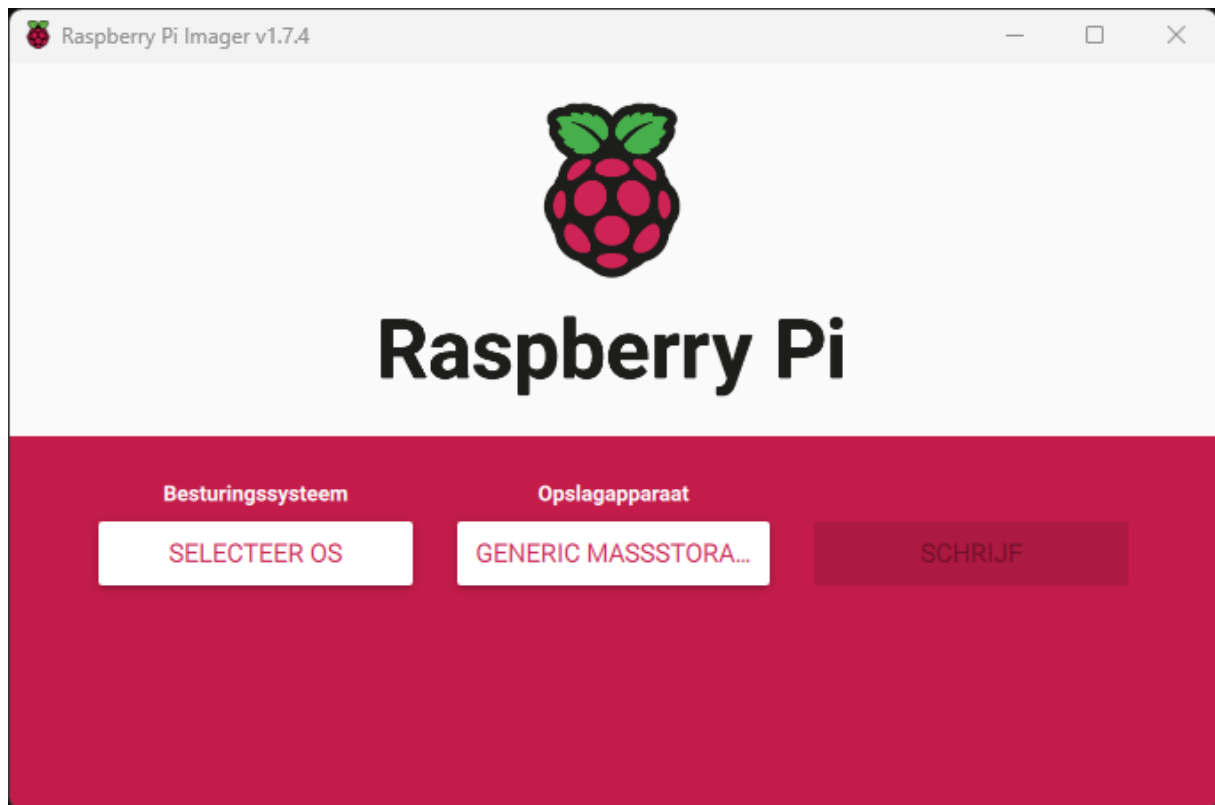 Raspberry Pi Imager v1.7.4
Raspberry Pi
Besturingssysteem
Opslagapparaat
SELECTEER OS
GENERIC MASSSTORA...
SCHRIJF